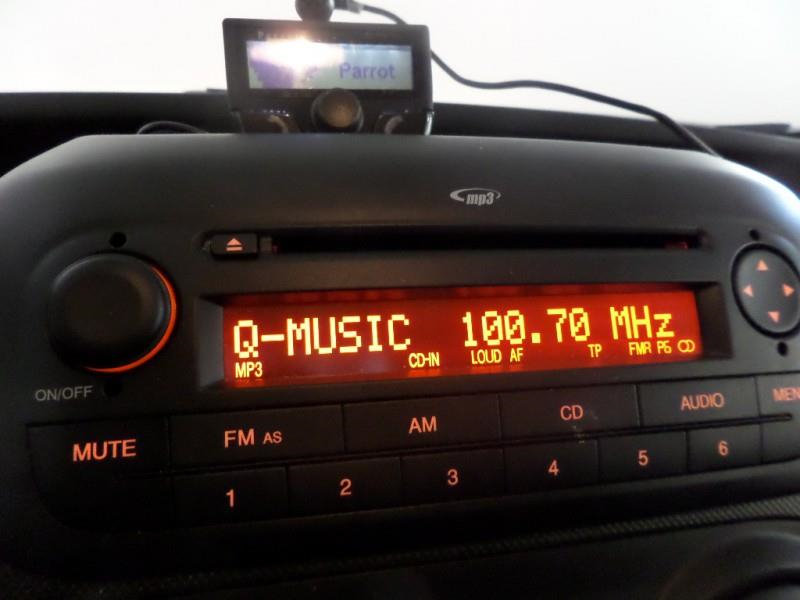 Parrot
mp3
Q-MUSIC 100.70 MHz
MP3 CD-IN LOUD AF TP FMR P6
ON/OFF
MUTE FM AS AM CD AUDIO MEN
1 2 3 4 5 6